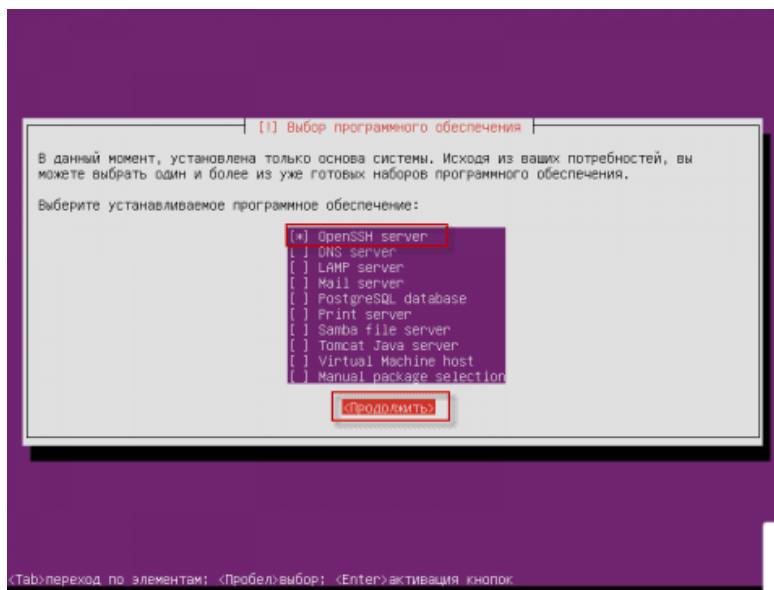 [!] Выбор программного обеспечения
В данный момент, установлена только основа системы. Исходя из ваших потребностей, вы
можете выбрать один и более из уже готовых наборов программного обеспечения.
Выберите устанавливаемое программное обеспечение:
[*] OpenSSH server
[ ] DNS server
[ ] LAMP server
[ ] Mail server
[ ] PostgreSQL database
[ ] Print server
[ ] Samba file server
[ ] Tomcat Java server
[ ] Virtual Machine host
[ ] Manual package selection
<Продолжить>
<Tab>переход по элементам; <Пробел>выбор; <Enter>активация кнопок